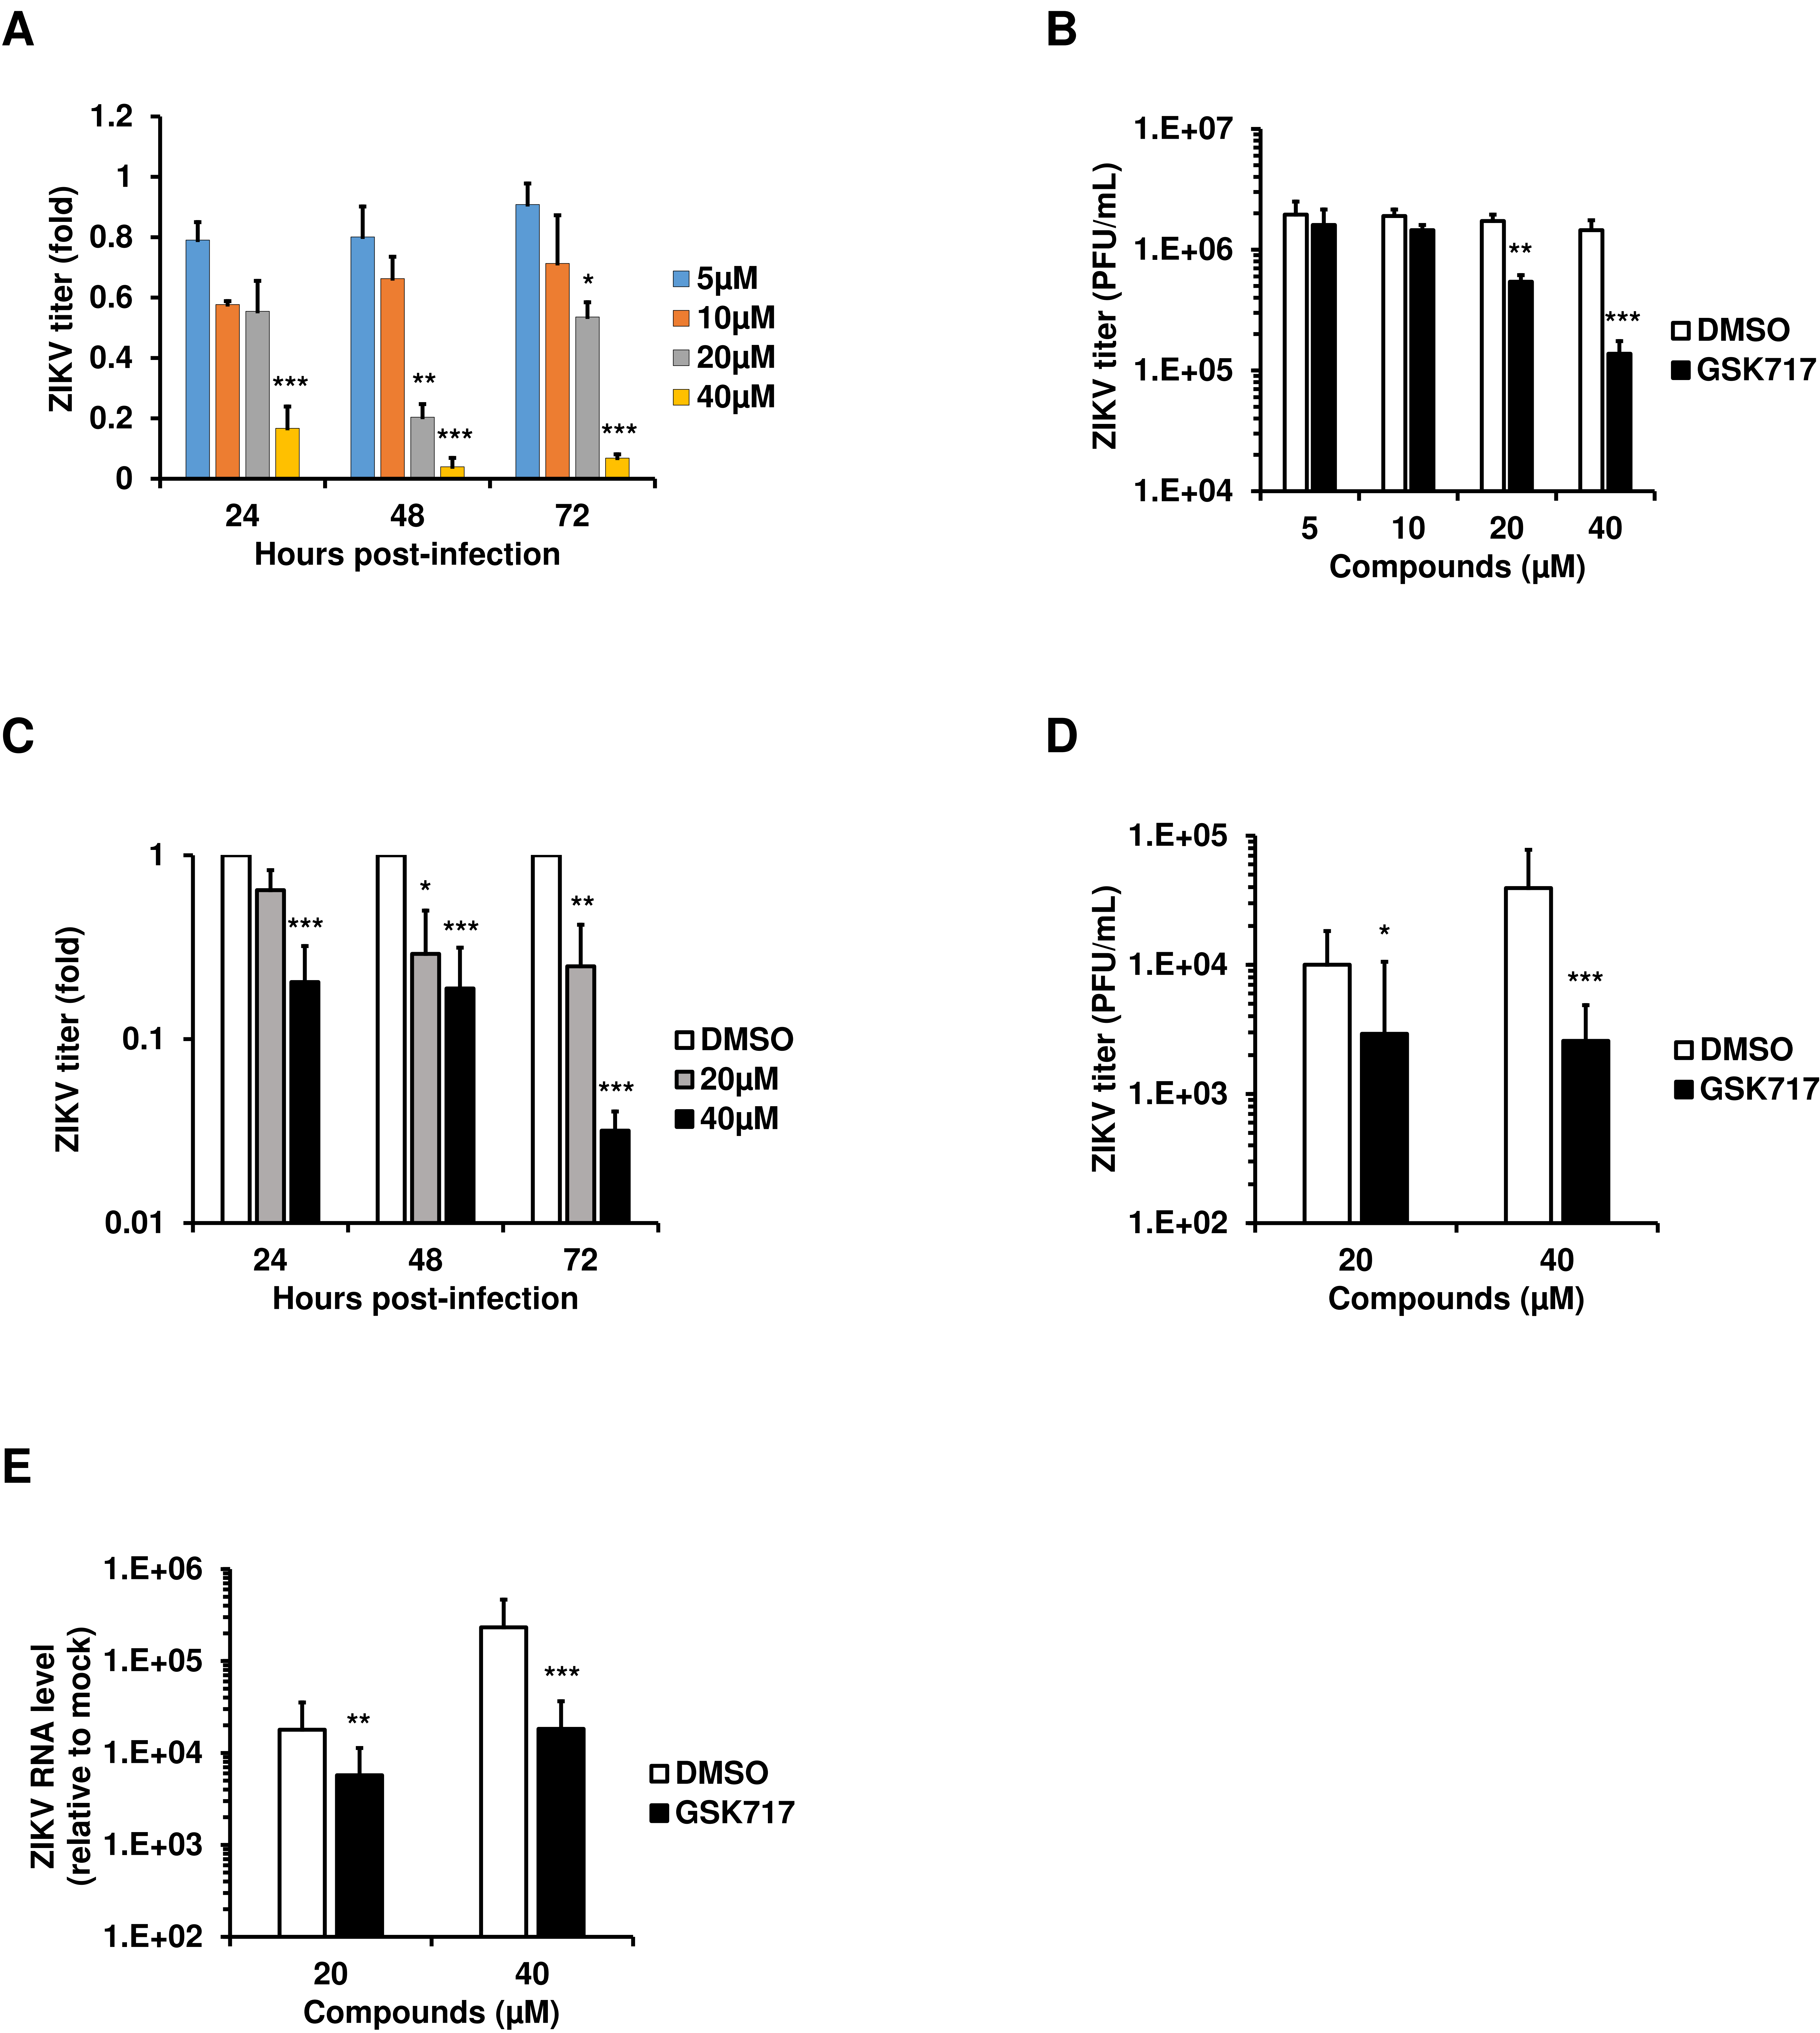 A
1.2
1
0.8
0.6
0.4
0.2
0
ZIKV titer (fold)
***
**
***
*
***
24
48
72
Hours post-infection
5µM
10µM
20µM
40µM
B
1.E+07
1.E+06
1.E+05
1.E+04
ZIKV titer (PFU/mL)
**
***
5
10
20
40
Compounds (µM)
DMSO
GSK717
C
1
0.1
0.01
ZIKV titer (fold)
***
*
***
**
***
24
48
72
Hours post-infection
DMSO
20µM
40µM
D
1.E+05
1.E+04
1.E+03
1.E+02
ZIKV titer (PFU/mL)
*
***
20
40
Compounds (µM)
DMSO
GSK717
E
1.E+06
1.E+05
1.E+04
1.E+03
1.E+02
ZIKV RNA level
(relative to mock)
**
***
20
40
Compounds (µM)
DMSO
GSK717